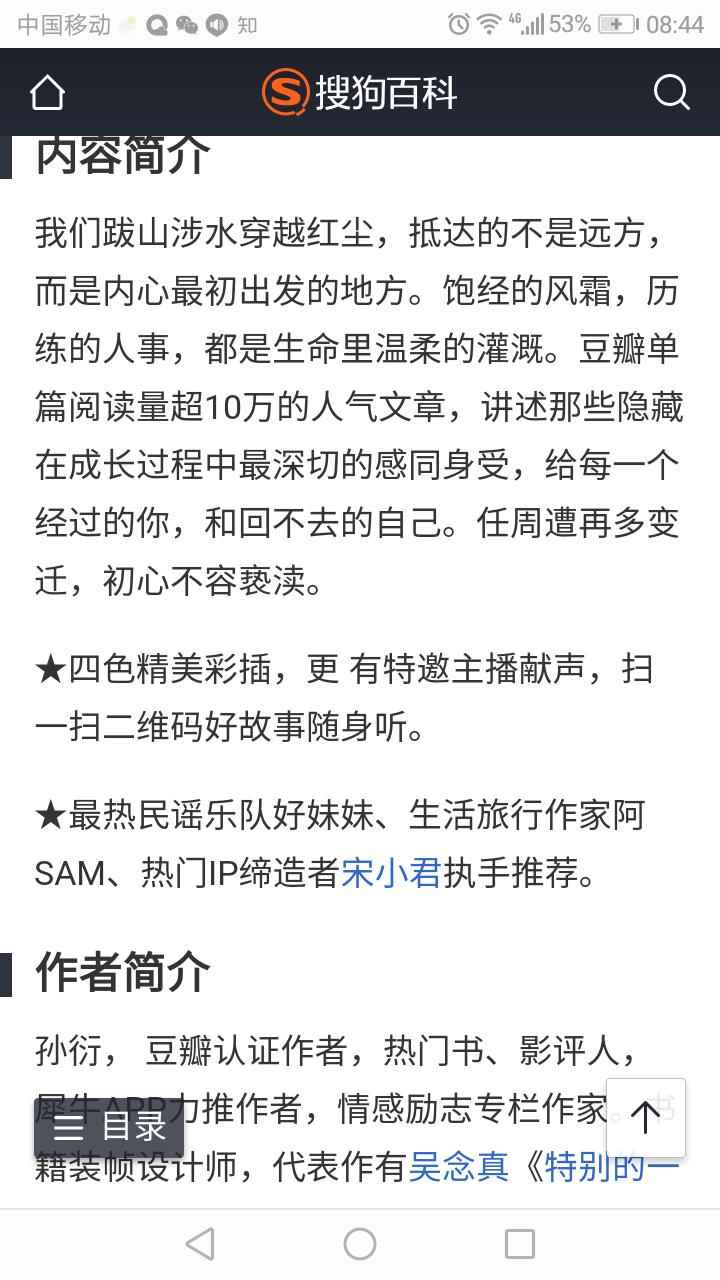 中国移动 知 4G 53% 08:44
搜狗百科
内容简介
我们跋山涉水穿越红尘，抵达的不是远方，
而是内心最初出发的地方。饱经的风霜，历
练的人事，都是生命里温柔的灌溉。豆瓣单
篇阅读量超10万的人气文章，讲述那些隐藏
在成长过程中最深切的感同身受，给每一个
经过的你，和回不去的自己。任周遭再多变
迁，初心不容亵渎。
★四色精美彩插，更 有特邀主播献声，扫
一扫二维码好故事随身听。
★最热民谣乐队好妹妹、生活旅行作家阿
SAM、热门IP缔造者宋小君执手推荐。
作者简介
孙衍， 豆瓣认证作者，热门书、影评人，
犀牛APP力推作者，情感励志专栏作家。书
目录
籍装帧设计师，代表作有吴念真《特别的一